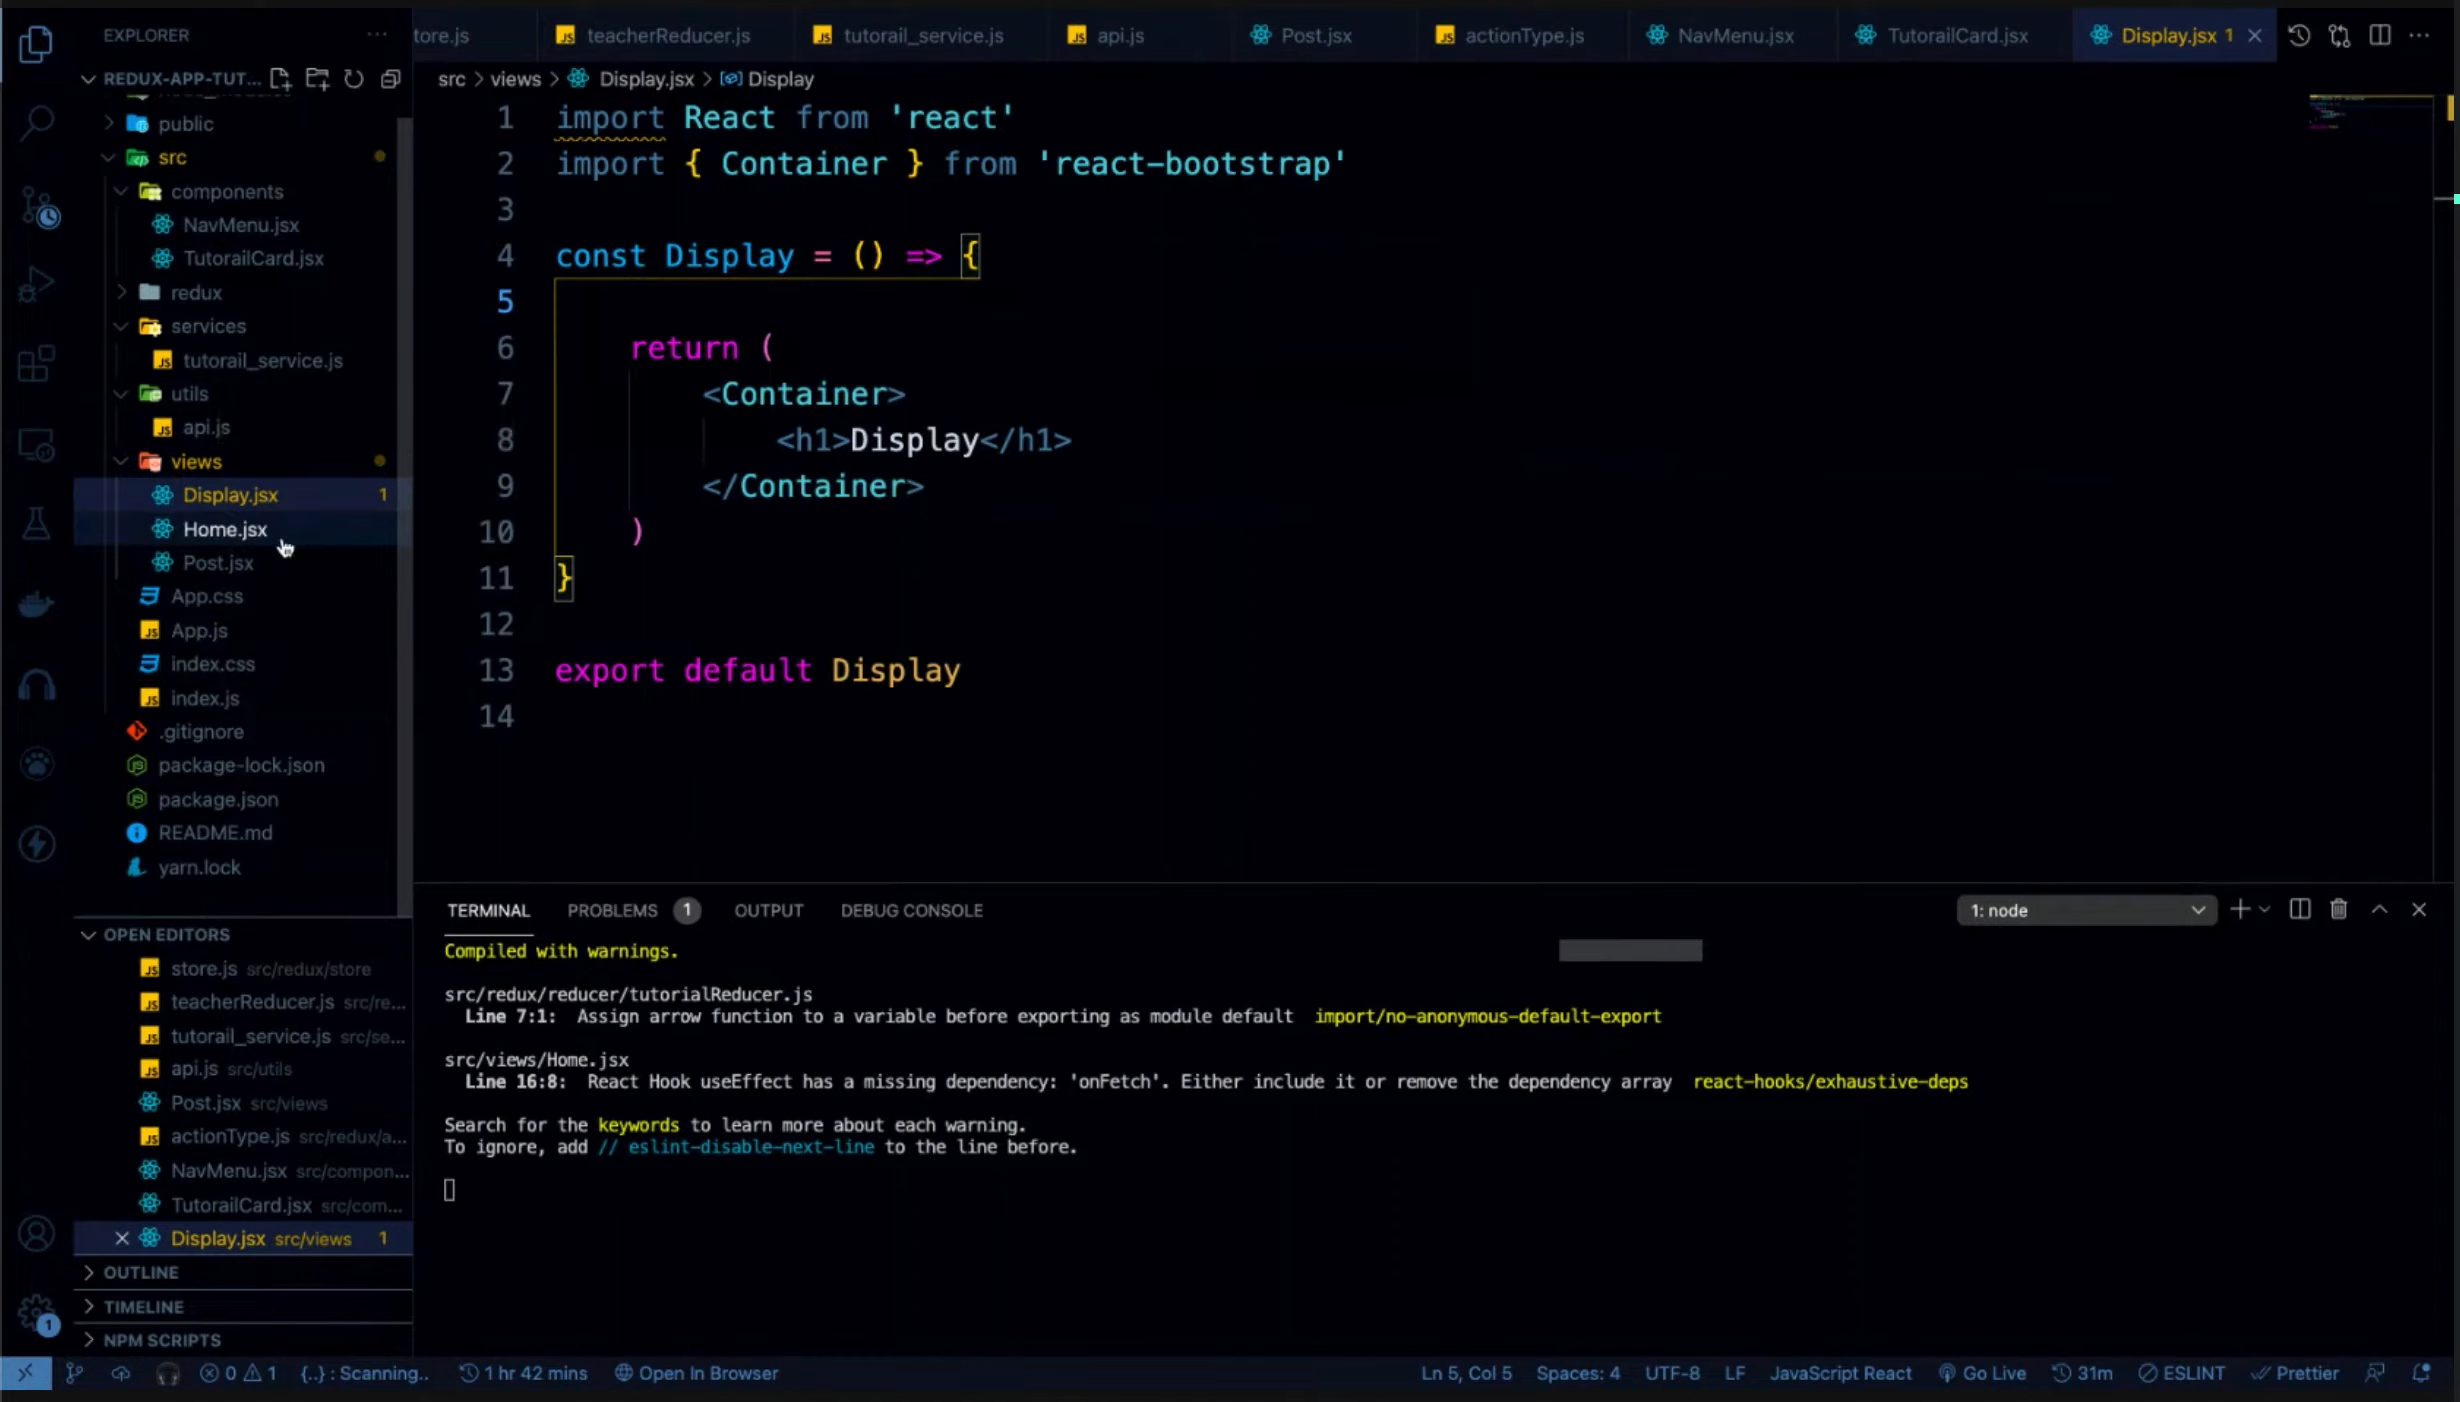 EXPLORER
REDUX-APP-TUT...
public
src
components
NavMenu.jsx
TutorailCard.jsx
redux
services
tutorail_service.js
utils
api.js
views
Display.jsx 1
Home.jsx
Post.jsx
App.css
App.js
index.css
index.js
.gitignore
package-lock.json
package.json
README.md
yarn.lock
OPEN EDITORS
store.js src/redux/store
teacherReducer.js src/re...
tutorail_service.js src/se...
api.js src/utils
Post.jsx src/views
actionType.js src/redux/a...
NavMenu.jsx src/compon...
TutorailCard.jsx src/com...
Display.jsx src/views 1
OUTLINE
TIMELINE
NPM SCRIPTS
1
tore.js teacherReducer.js tutorail_service.js api.js Post.jsx actionType.js NavMenu.jsx TutorailCard.jsx Display.jsx 1
src > views > Display.jsx > Display
1 import React from 'react'
2 import { Container } from 'react-bootstrap'
3
4 const Display = () => {
5
6 return (
7 <Container>
8 <h1>Display</h1>
9 </Container>
10 )
11 }
12
13 export default Display
14
TERMINAL PROBLEMS 1 OUTPUT DEBUG CONSOLE 1: node
Compiled with warnings.
src/redux/reducer/tutorialReducer.js
Line 7:1: Assign arrow function to a variable before exporting as module default import/no-anonymous-default-export
src/views/Home.jsx
Line 16:8: React Hook useEffect has a missing dependency: 'onFetch'. Either include it or remove the dependency array react-hooks/exhaustive-deps
Search for the keywords to learn more about each warning.
To ignore, add // eslint-disable-next-line to the line before.
0 1 {..} : Scanning.. 1 hr 42 mins Open In Browser Ln 5, Col 5 Spaces: 4 UTF-8 LF JavaScript React Go Live 31m ESLINT Prettier